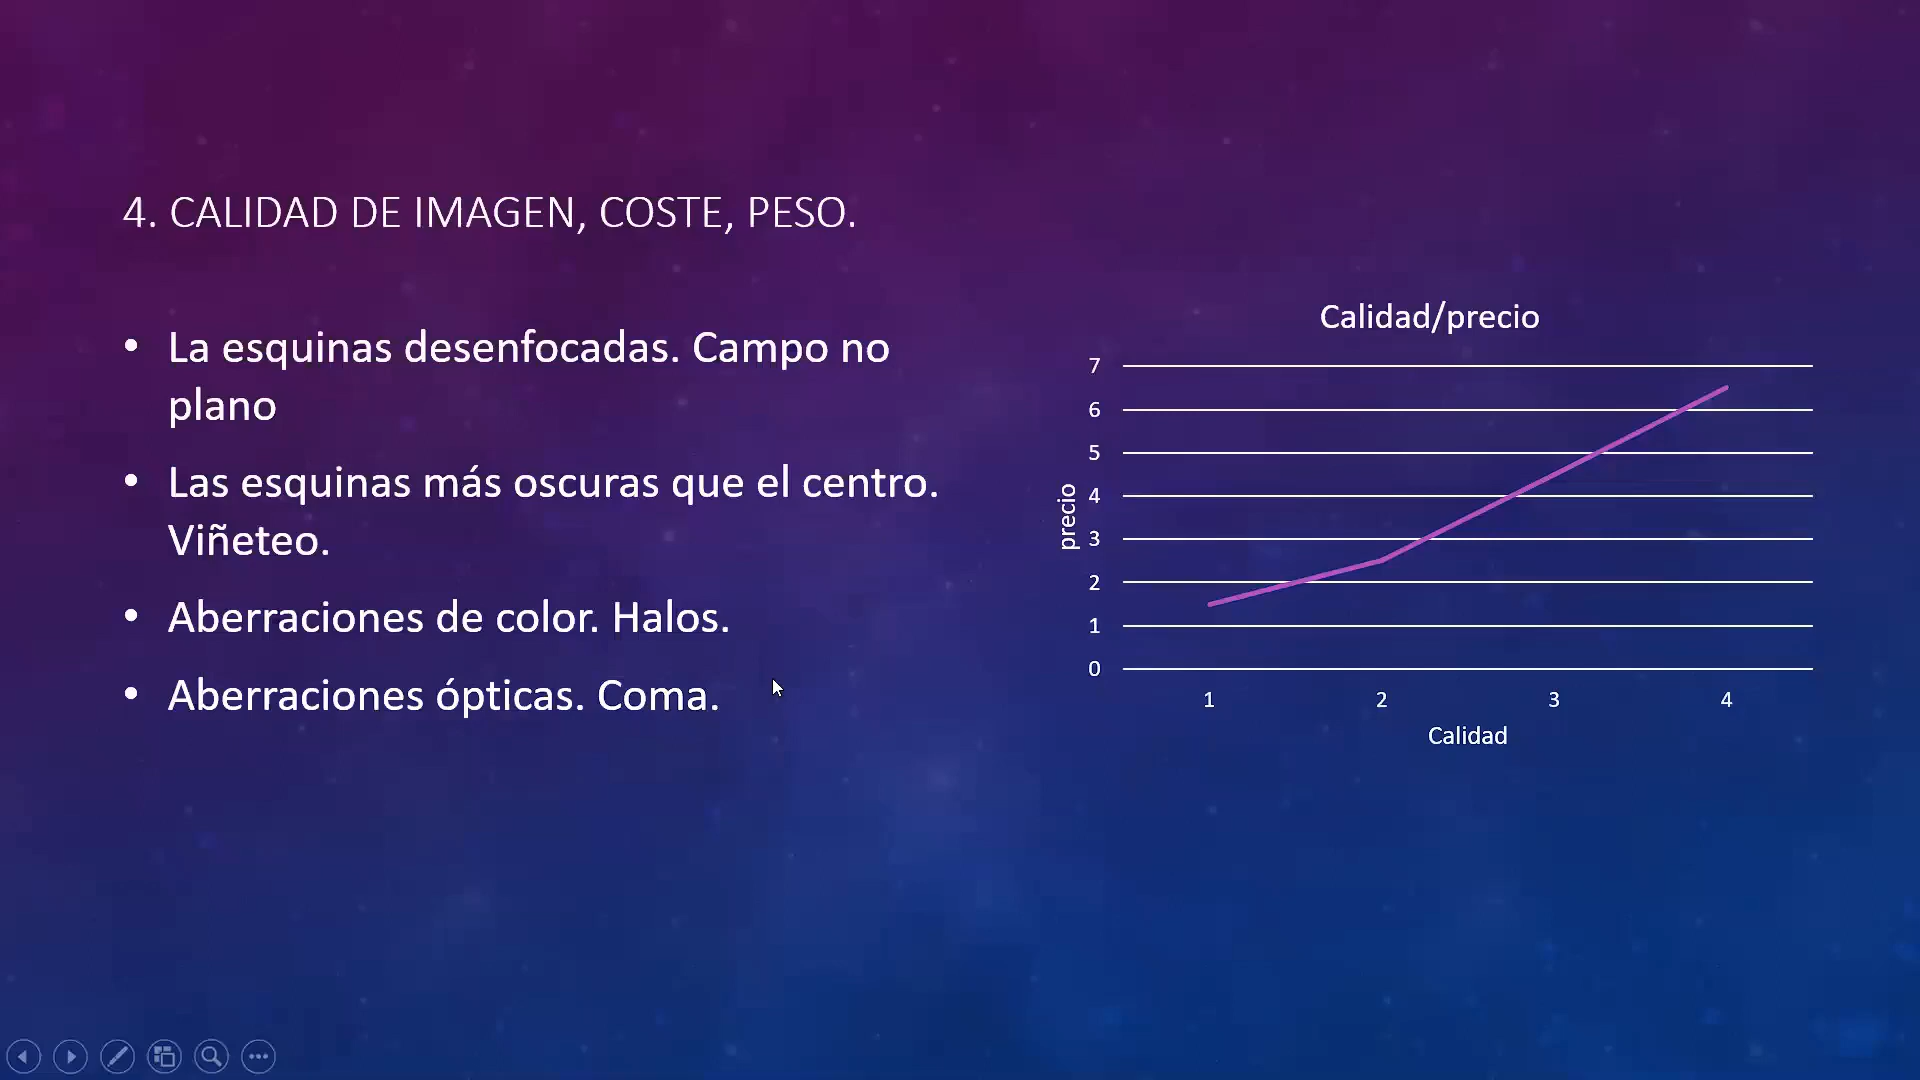 4. CALIDAD DE IMAGEN, COSTE, PESO.
• La esquinas desenfocadas. Campo no
plano
• Las esquinas más oscuras que el centro.
Viñeteo.
• Aberraciones de color. Halos.
• Aberraciones ópticas. Coma.
Calidad/precio
precio
7
6
5
4
3
2
1
0
1 2 3 4
Calidad